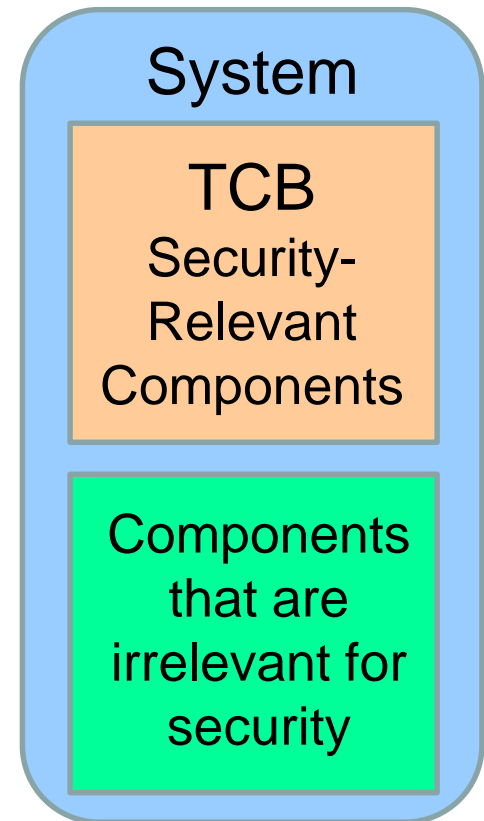 System
TCB
Security-
Relevant
Components
Components
that are
irrelevant for
security